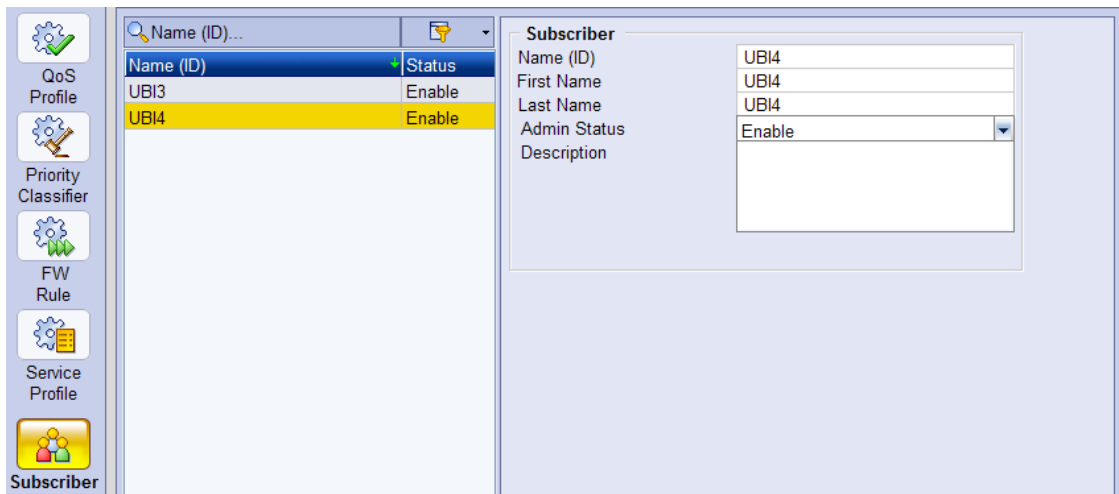 QoS
Profile
Priority
Classifier
FW
Rule
Service
Profile
Subscriber
Name (ID)...
Name (ID) Status
UBI3 Enable
UBI4 Enable
Subscriber
Name (ID) UBI4
First Name UBI4
Last Name UBI4
Admin Status Enable
Description